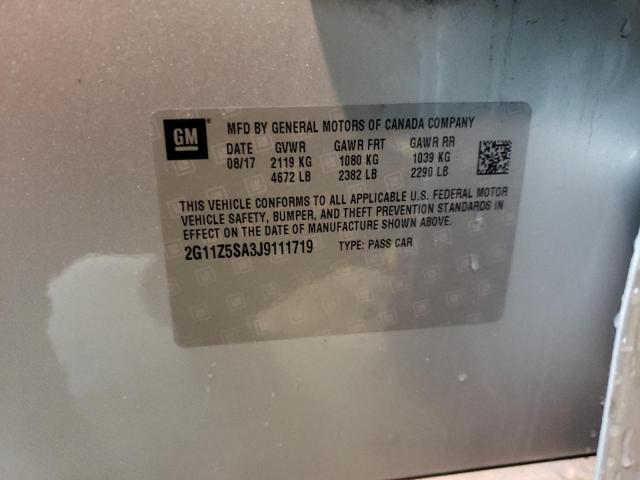 GM
MFD BY GENERAL MOTORS OF CANADA COMPANY
DATE GVWR GAWR FRT GAWR RR
08/17 2119 KG 1080 KG 1039 KG
4672 LB 2382 LB 2290 LB
THIS VEHICLE CONFORMS TO ALL APPLICABLE U.S. FEDERAL MOTOR
VEHICLE SAFETY, BUMPER, AND THEFT PREVENTION STANDARDS IN
EFFECT ON THE DATE OF MANUFACTURE SHOWN ABOVE.
2G11Z5SA3J9111719 TYPE: PASS CAR